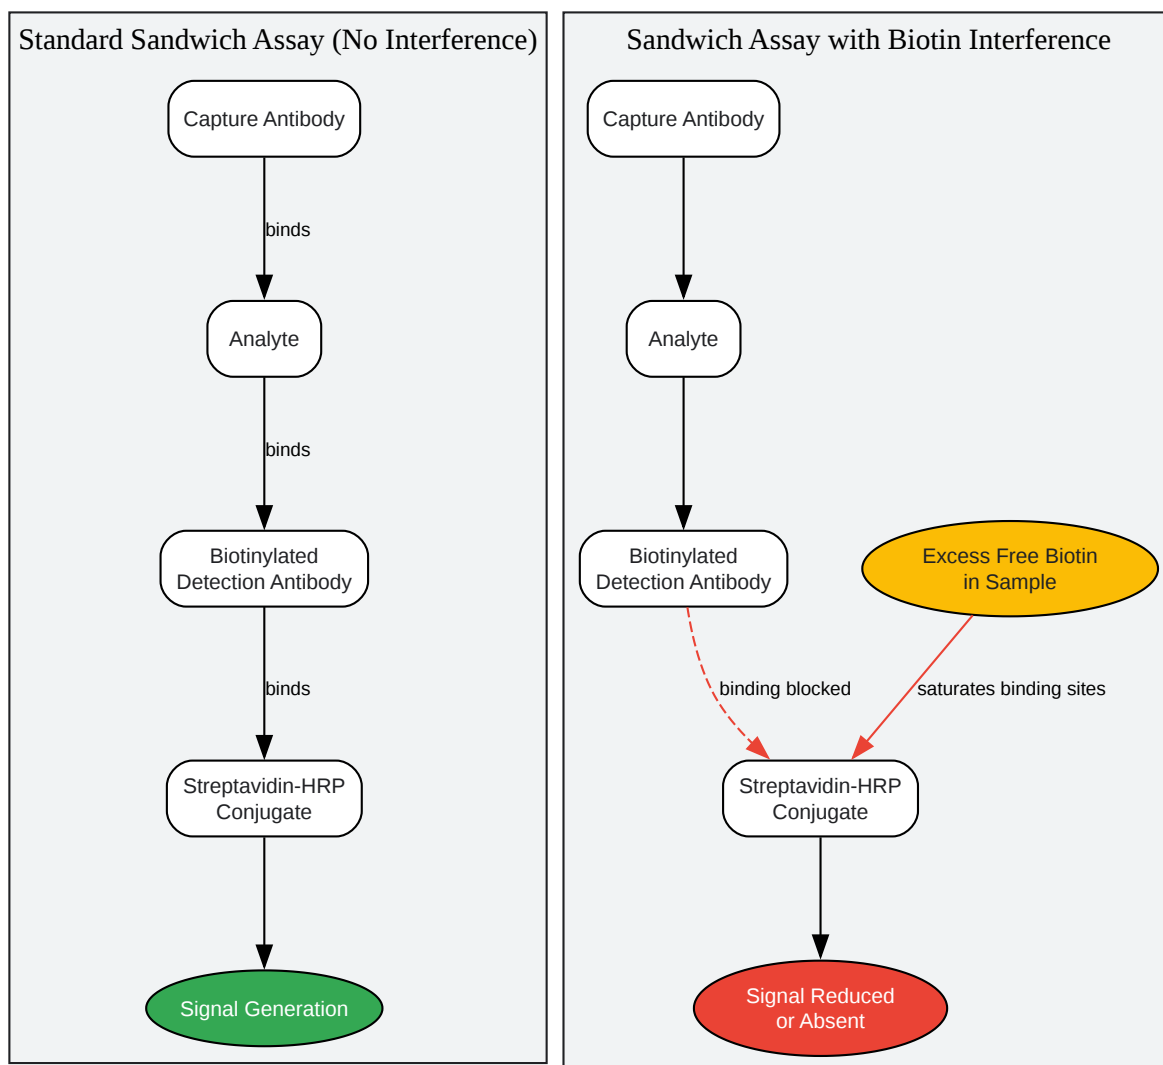 Standard Sandwich Assay (No Interference)
Capture Antibody
binds
Analyte
binds
Biotinylated
Detection Antibody
binds
Streptavidin-HRP
Conjugate
Signal Generation
Sandwich Assay with Biotin Interference
Capture Antibody
Analyte
Biotinylated
Detection Antibody
Excess Free Biotin
in Sample
binding blocked
saturates binding sites
Streptavidin-HRP
Conjugate
Signal Reduced
or Absent